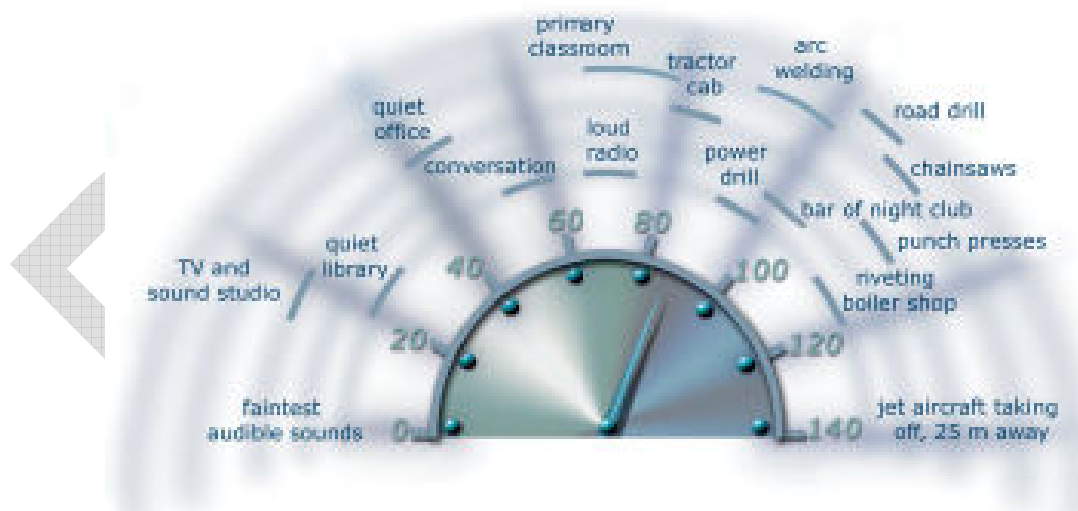 primary
classroom
arc
welding
tractor
cab
quiet
office
road drill
loud
radio
conversation
power
drill
chainsaws
bar of night club
60
80
punch presses
quiet
library
TV and
sound studio
40
100
riveting
boiler shop
20
120
faintest
audible sounds
0
140
jet aircraft taking
off, 25 m away